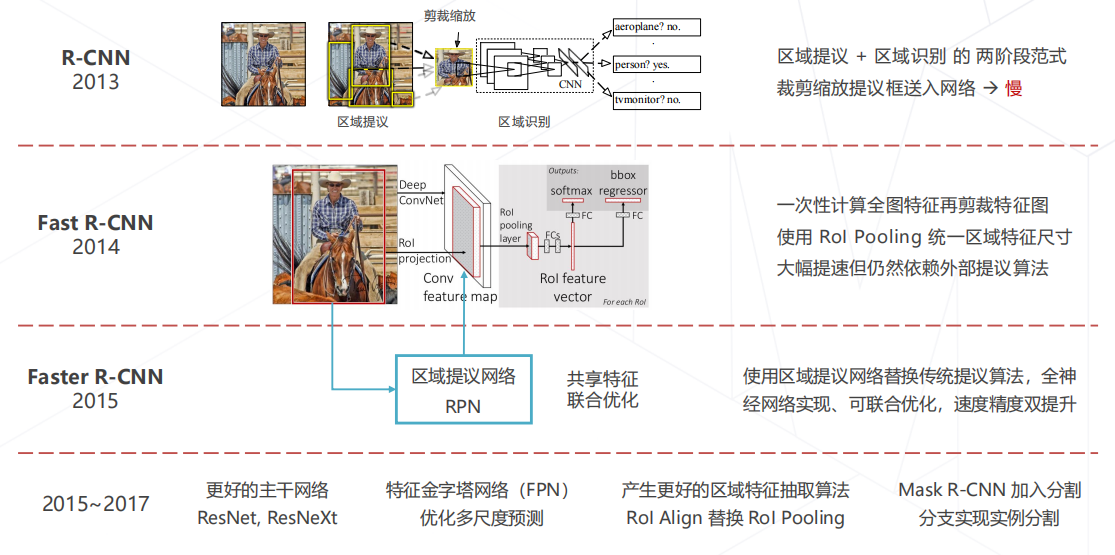 R-CNN
2013
剪裁缩放
区域提议
区域识别
CNN
aeroplane? no.
.
person? yes.
.
tvmonitor? no.
区域提议 + 区域识别 的 两阶段范式
裁剪缩放提议框送入网络 → 慢
Fast R-CNN
2014
Deep
ConvNet
RoI
projection
Conv
feature map
RoI
pooling
layer
FCs
RoI feature
vector
Outputs:
softmax
bbox
regressor
FC
FC
For each RoI
一次性计算全图特征再剪裁特征图
使用 RoI Pooling 统一区域特征尺寸
大幅提速但仍然依赖外部提议算法
Faster R-CNN
2015
区域提议网络
RPN
共享特征
联合优化
使用区域提议网络替换传统提议算法，全神
经网络实现、可联合优化，速度精度双提升
2015~2017
更好的主干网络
ResNet, ResNeXt
特征金字塔网络（FPN）
优化多尺度预测
产生更好的区域特征抽取算法
RoI Align 替换 RoI Pooling
Mask R-CNN 加入分割
分支实现实例分割